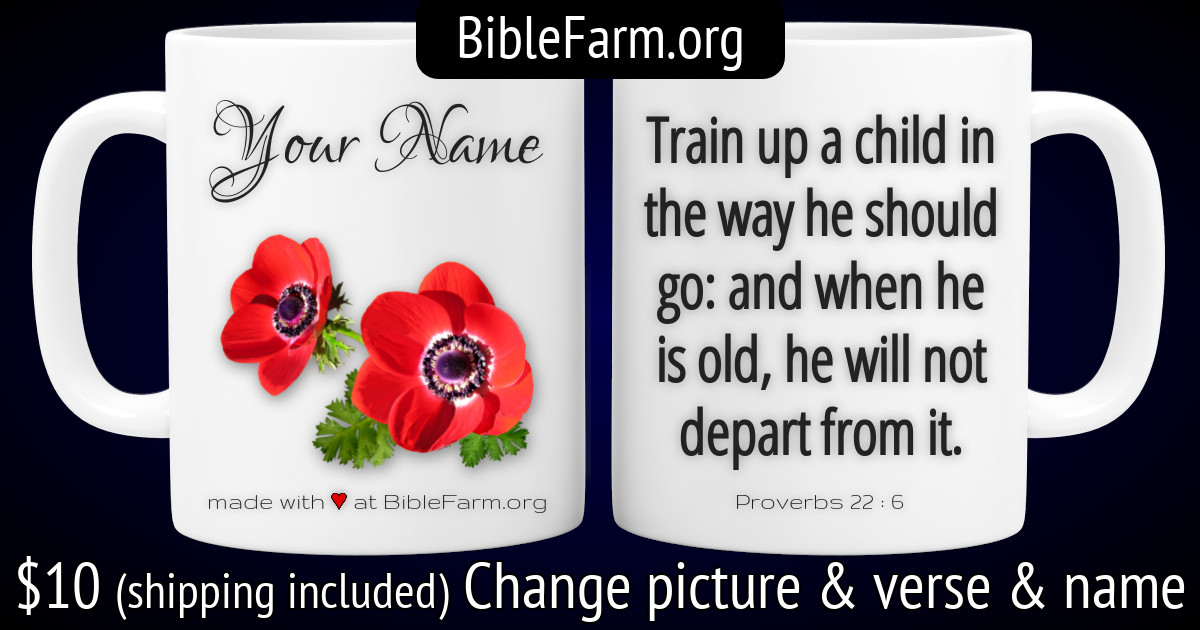 BibleFarm.org
Your Name
made with ♥ at BibleFarm.org
Train up a child in
the way he should
go: and when he
is old, he will not
depart from it.
Proverbs 22 : 6
$10 (shipping included) Change picture & verse & name